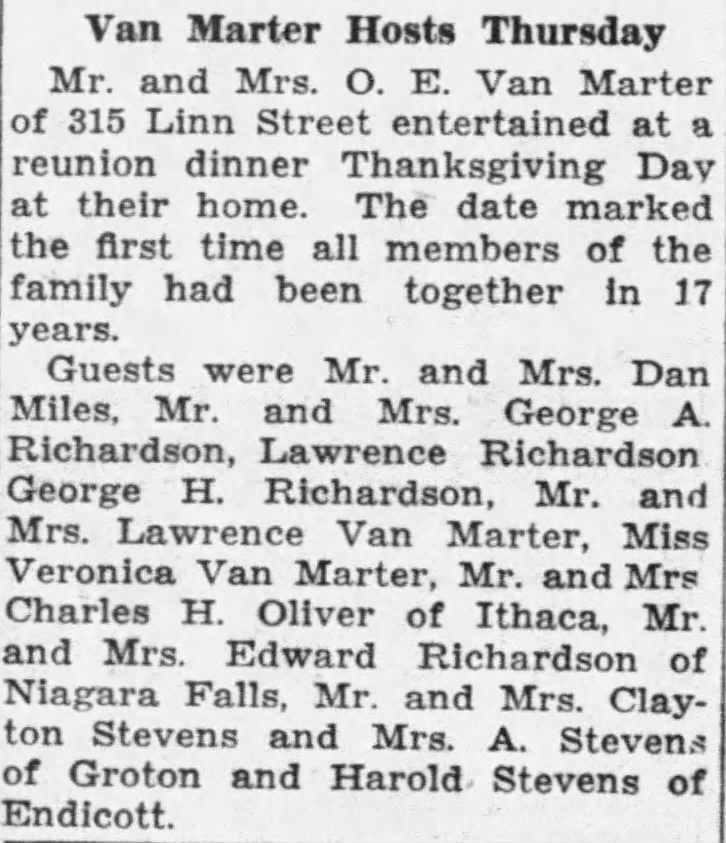 Van Marter Hosts Thursday
Mr. and Mrs. O. E. Van Marter
of 315 Linn Street entertained at a
reunion dinner Thanksgiving Day
at their home. The date marked
the first time all members of the
family had been together in 17
years.
Guests were Mr. and Mrs. Dan
Miles, Mr. and Mrs. George A.
Richardson, Lawrence Richardson
George H. Richardson, Mr. and
Mrs. Lawrence Van Marter, Miss
Veronica Van Marter, Mr. and Mrs
Charles H. Oliver of Ithaca, Mr.
and Mrs. Edward Richardson of
Niagara Falls, Mr. and Mrs. Clay-
ton Stevens and Mrs. A. Stevens
of Groton and Harold Stevens of
Endicott.